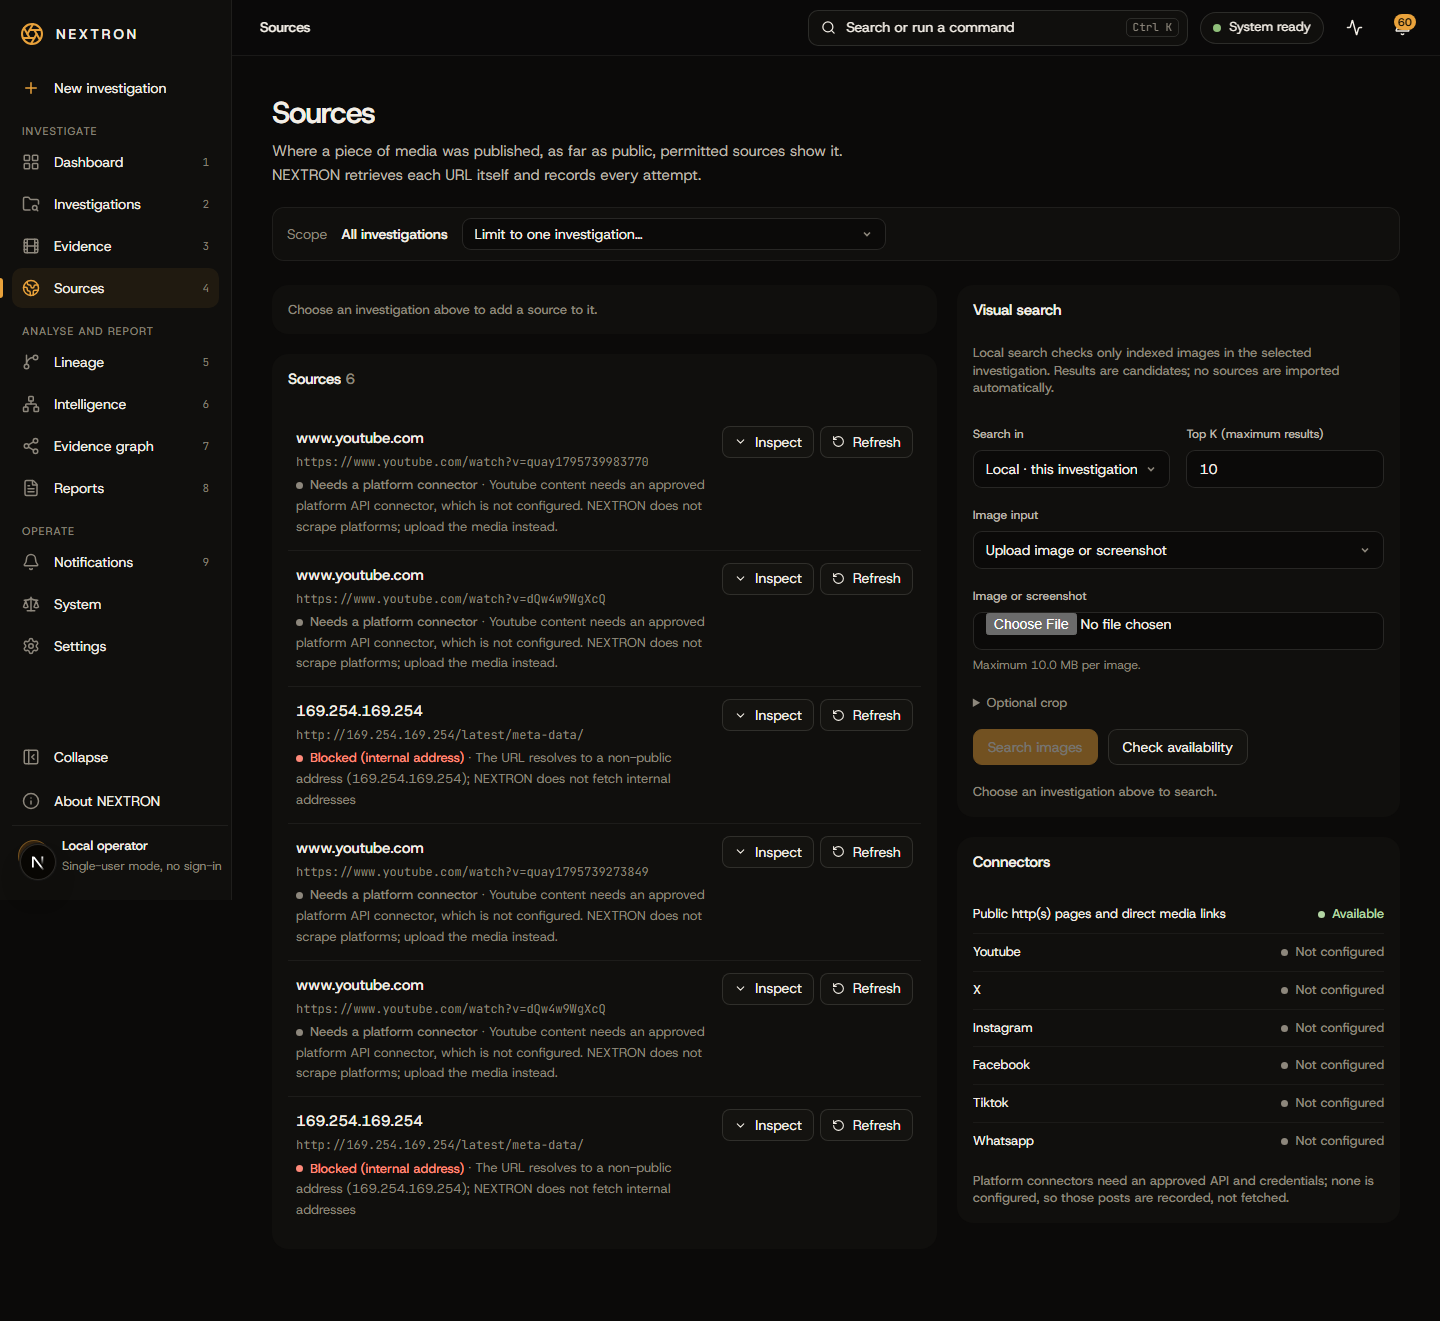 NEXTRON
New investigation
INVESTIGATE
Dashboard 1
Investigations 2
Evidence 3
Sources 4
ANALYSE AND REPORT
Lineage 5
Intelligence 6
Evidence graph 7
Reports 8
OPERATE
Notifications 9
System
Settings
Collapse
About NEXTRON
N
Local operator
Single-user mode, no sign-in
Sources
Search or run a command Ctrl K
System ready
60
Sources
Where a piece of media was published, as far as public, permitted sources show it.
NEXTRON retrieves each URL itself and records every attempt.
Scope All investigations Limit to one investigation...
Choose an investigation above to add a source to it.
Sources 6
www.youtube.com Inspect Refresh
https://www.youtube.com/watch?v=quay1795739983770
Needs a platform connector · Youtube content needs an approved
platform API connector, which is not configured. NEXTRON does not
scrape platforms; upload the media instead.
www.youtube.com Inspect Refresh
https://www.youtube.com/watch?v=dQw4w9WgXcQ
Needs a platform connector · Youtube content needs an approved
platform API connector, which is not configured. NEXTRON does not
scrape platforms; upload the media instead.
169.254.169.254 Inspect Refresh
http://169.254.169.254/latest/meta-data/
Blocked (internal address) · The URL resolves to a non-public
address (169.254.169.254); NEXTRON does not fetch internal
addresses
www.youtube.com Inspect Refresh
https://www.youtube.com/watch?v=quay1795739273849
Needs a platform connector · Youtube content needs an approved
platform API connector, which is not configured. NEXTRON does not
scrape platforms; upload the media instead.
www.youtube.com Inspect Refresh
https://www.youtube.com/watch?v=dQw4w9WgXcQ
Needs a platform connector · Youtube content needs an approved
platform API connector, which is not configured. NEXTRON does not
scrape platforms; upload the media instead.
169.254.169.254 Inspect Refresh
http://169.254.169.254/latest/meta-data/
Blocked (internal address) · The URL resolves to a non-public
address (169.254.169.254); NEXTRON does not fetch internal
addresses
Visual search
Local search checks only indexed images in the selected
investigation. Results are candidates; no sources are imported
automatically.
Search in Top K (maximum results)
Local · this investigation 10
Image input
Upload image or screenshot
Image or screenshot
Choose File No file chosen
Maximum 10.0 MB per image.
Optional crop
Search images Check availability
Choose an investigation above to search.
Connectors
Public http(s) pages and direct media links Available
Youtube Not configured
X Not configured
Instagram Not configured
Facebook Not configured
Tiktok Not configured
Whatsapp Not configured
Platform connectors need an approved API and credentials; none is
configured, so those posts are recorded, not fetched.